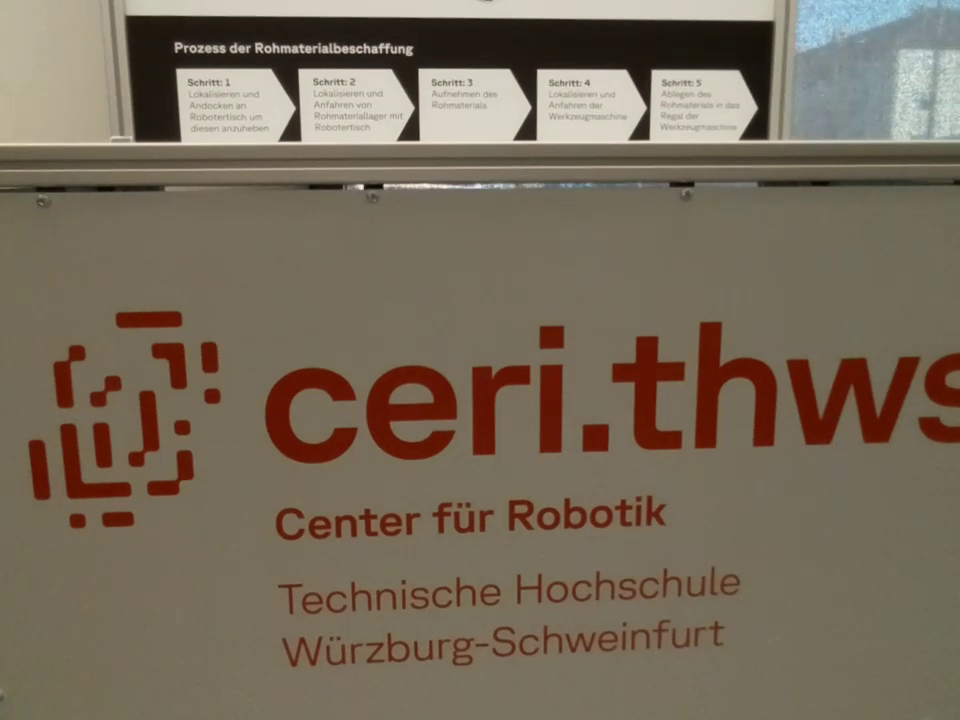 Prozess der Rohmaterialbeschaffung
Schritt: 1
Lokalisieren und
Andocken an
Robotertisch um
diesen anzuheben
Schritt: 2
Lokalisieren und
Anfahren von
Rohmateriallager mit
Robotertisch
Schritt: 3
Aufnehmen des
Rohmaterials
Schritt: 4
Lokalisieren und
Anfahren der
Werkzeugmaschine
Schritt: 5
Ablegen des
Rohmaterials in das
Regal der
Werkzeugmaschine
ceri.thws
Center für Robotik
Technische Hochschule
Würzburg-Schweinfurt